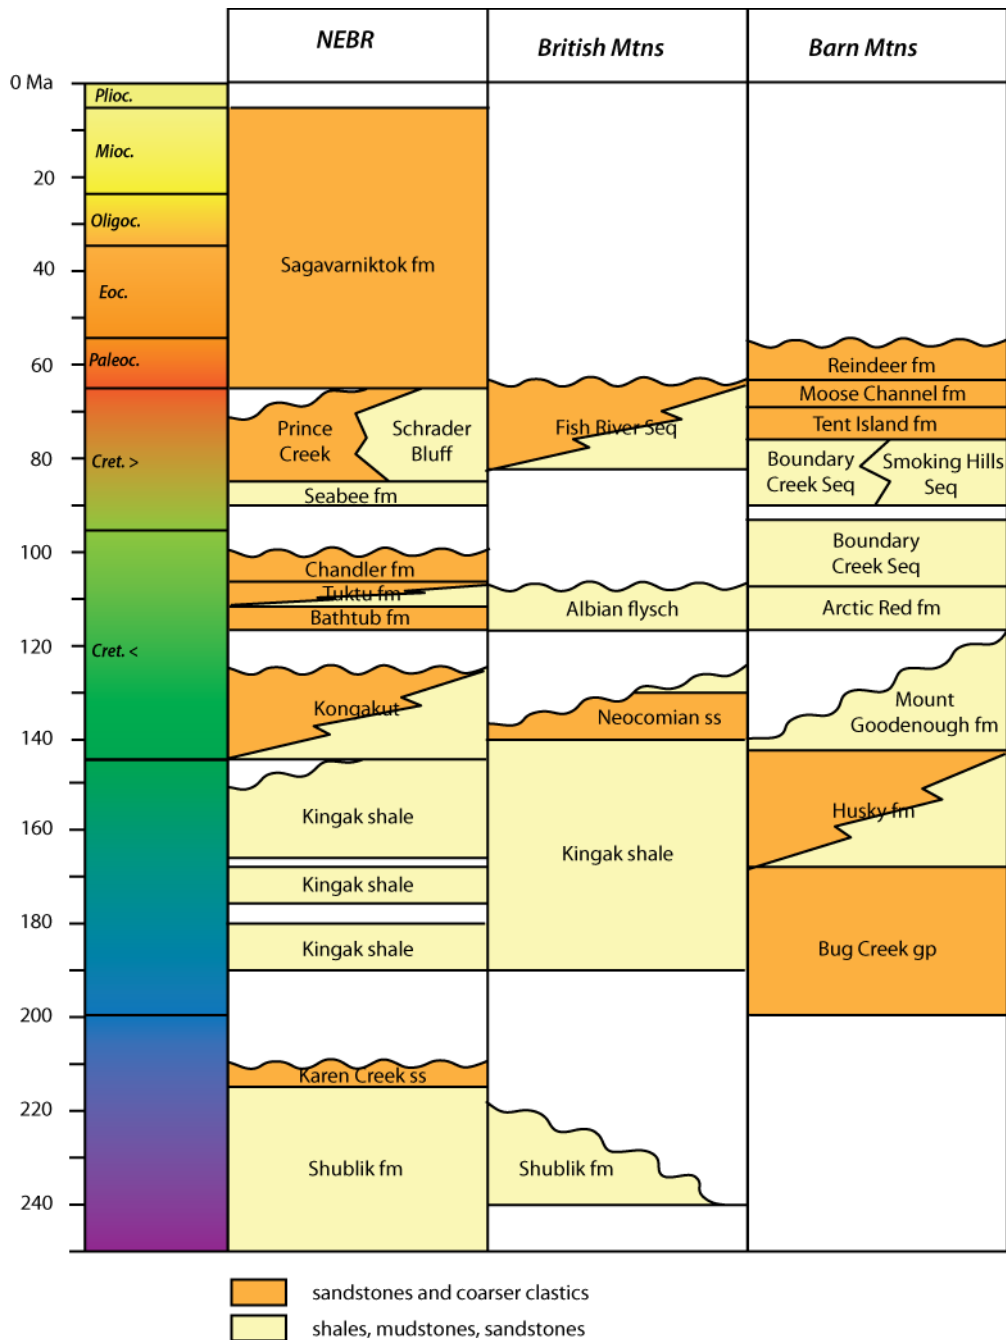 NEBR
British Mtns
Barn Mtns
0 Ma
Plioc.
Mioc.
20
Oligoc.
40
Sagavarniktok fm
Eoc.
60
Paleoc.
Reindeer fm
Moose Channel fm
Tent Island fm
Prince
Creek
Schrader
Bluff
Fish River Seq
80
Cret. >
Boundary
Creek Seq
Smoking Hills
Seq
Seabee fm
100
Chandler fm
Tuktu fm
Bathtub fm
Albian flysch
Boundary
Creek Seq
Arctic Red fm
120
Cret. <
Kongakut
Neocomian ss
Mount
Goodenough fm
140
Kingak shale
Husky fm
160
Kingak shale
Kingak shale
180
Kingak shale
Bug Creek gp
200
Karen Creek ss
220
Shublik fm
Shublik fm
240
sandstones and coarser clastics
shales, mudstones, sandstones